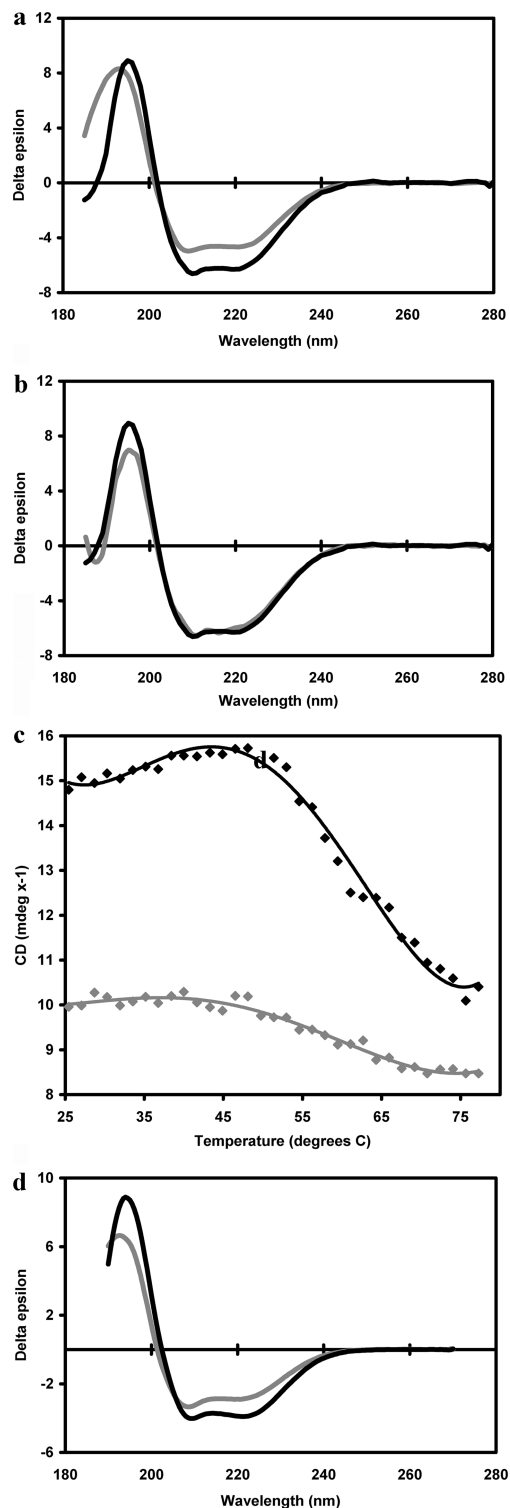 a
12
8
4
0
-4
-8
Delta epsilon
180 200 220 240 260 280
Wavelength (nm)
b
12
8
4
0
-4
-8
Delta epsilon
180 200 220 240 260 280
Wavelength (nm)
c
16
15
14
13
12
11
10
9
8
CD (mdeg x-1)
d
25 35 45 55 65 75
Temperature (degrees C)
d
10
6
2
-2
-6
Delta epsilon
180 200 220 240 260 280
Wavelength (nm)